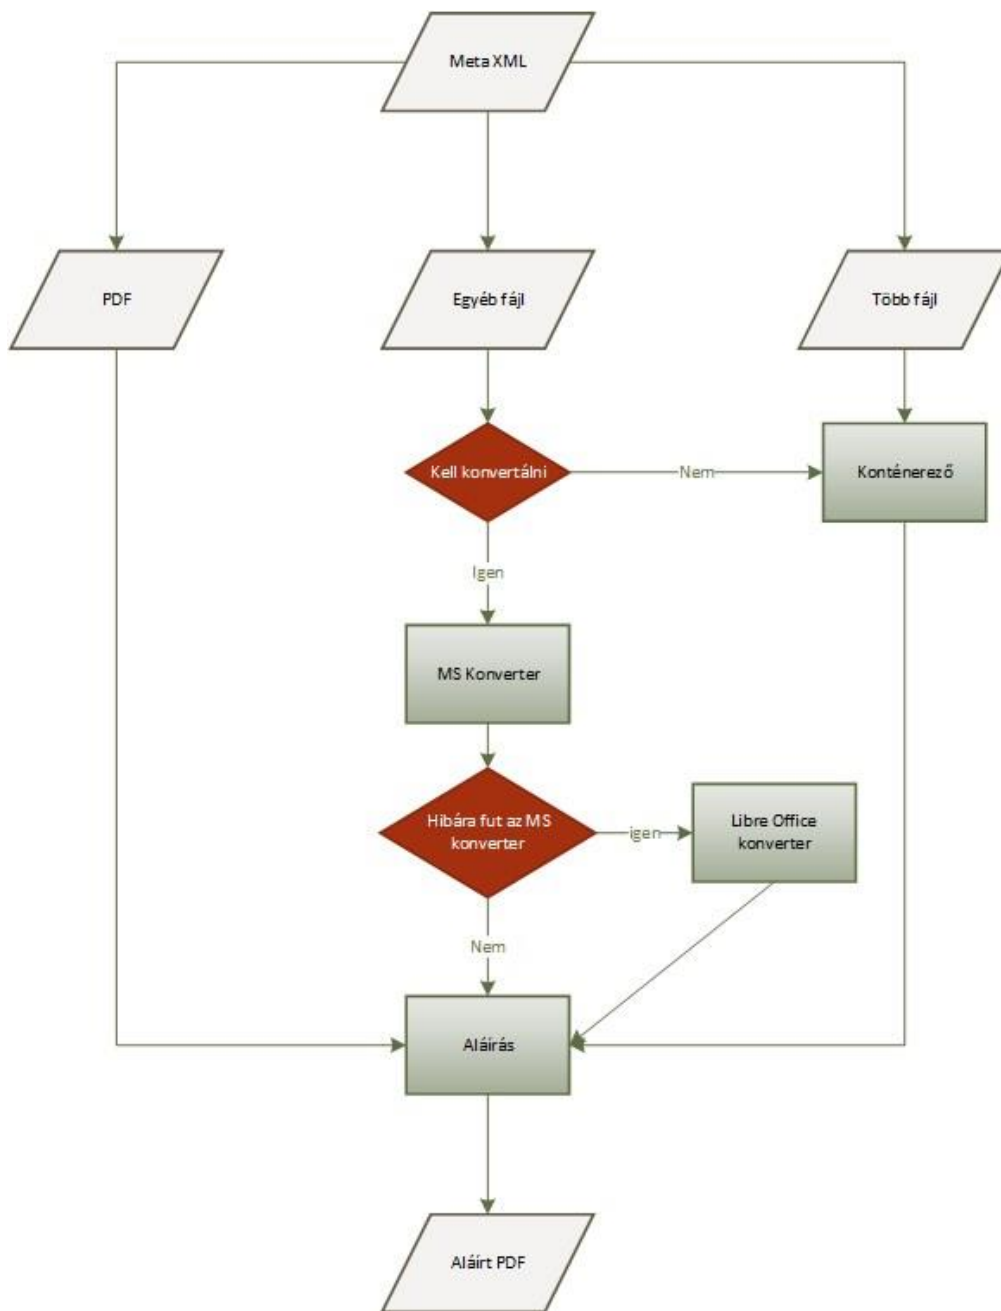 Meta XML
PDF
Egyéb fájl
Több fájl
Kell konvertálni
Nem
Konténerező
Igen
MS Konverter
Hibára fut az MS
konverter
igen
Libre Office
konverter
Nem
Aláírás
Aláírt PDF